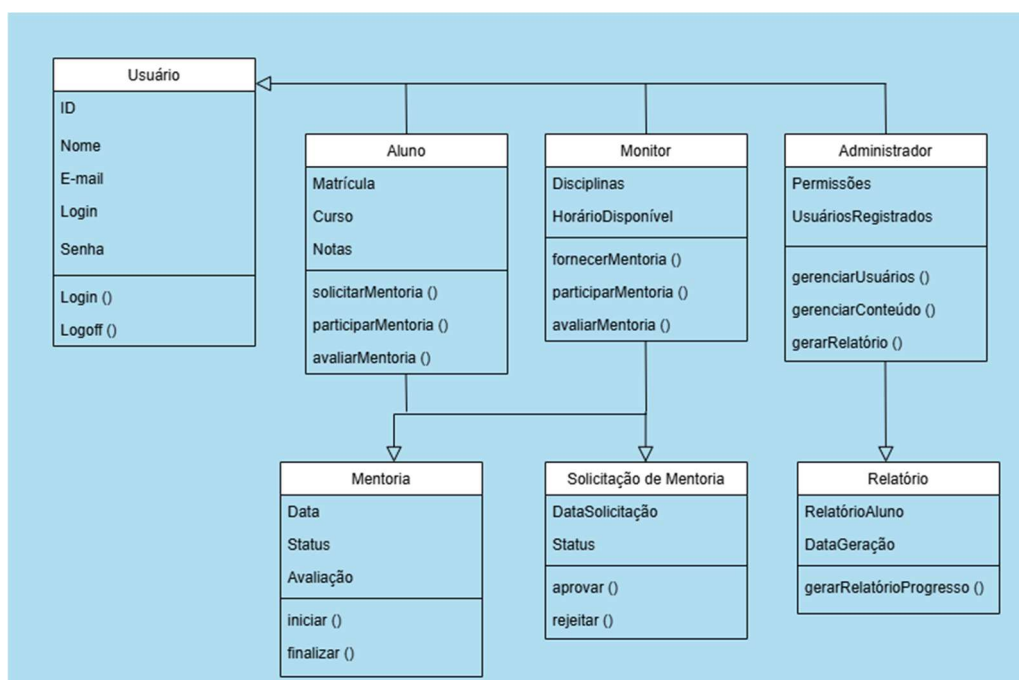 Usuário
ID
Nome
E-mail
Login
Senha
Login ()
Logoff ()
Aluno
Matrícula
Curso
Notas
solicitarMentoria ()
participarMentoria ()
avaliarMentoria ()
Monitor
Disciplinas
HorárioDisponível
fornecerMentoria ()
participarMentoria ()
avaliarMentoria ()
Administrador
Permissões
UsuáriosRegistrados
gerenciarUsuários ()
gerenciarConteúdo ()
gerarRelatório ()
Mentoria
Data
Status
Avaliação
iniciar ()
finalizar ()
Solicitação de Mentoria
DataSolicitação
Status
aprovar ()
rejeitar ()
Relatório
RelatórioAluno
DataGeração
gerarRelatórioProgresso ()